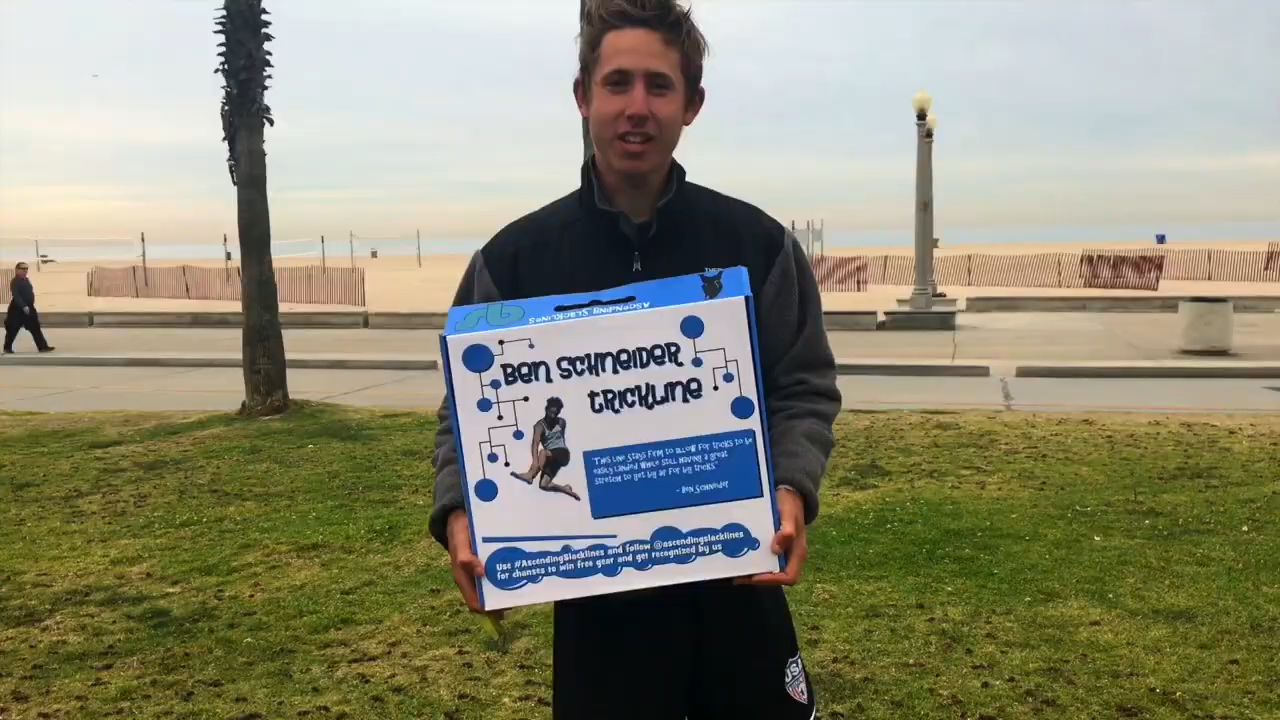 Ascending Slacklines
Ben Schneider
Trickline
"This line stays firm to allow for tricks to be
easily landed while still having a great
stretch to get big air for big tricks."
- Ben Schneider
Use #AscendingSlacklines and follow @ascendingslacklines
for chanses to win free gear and get recognized by us
USA